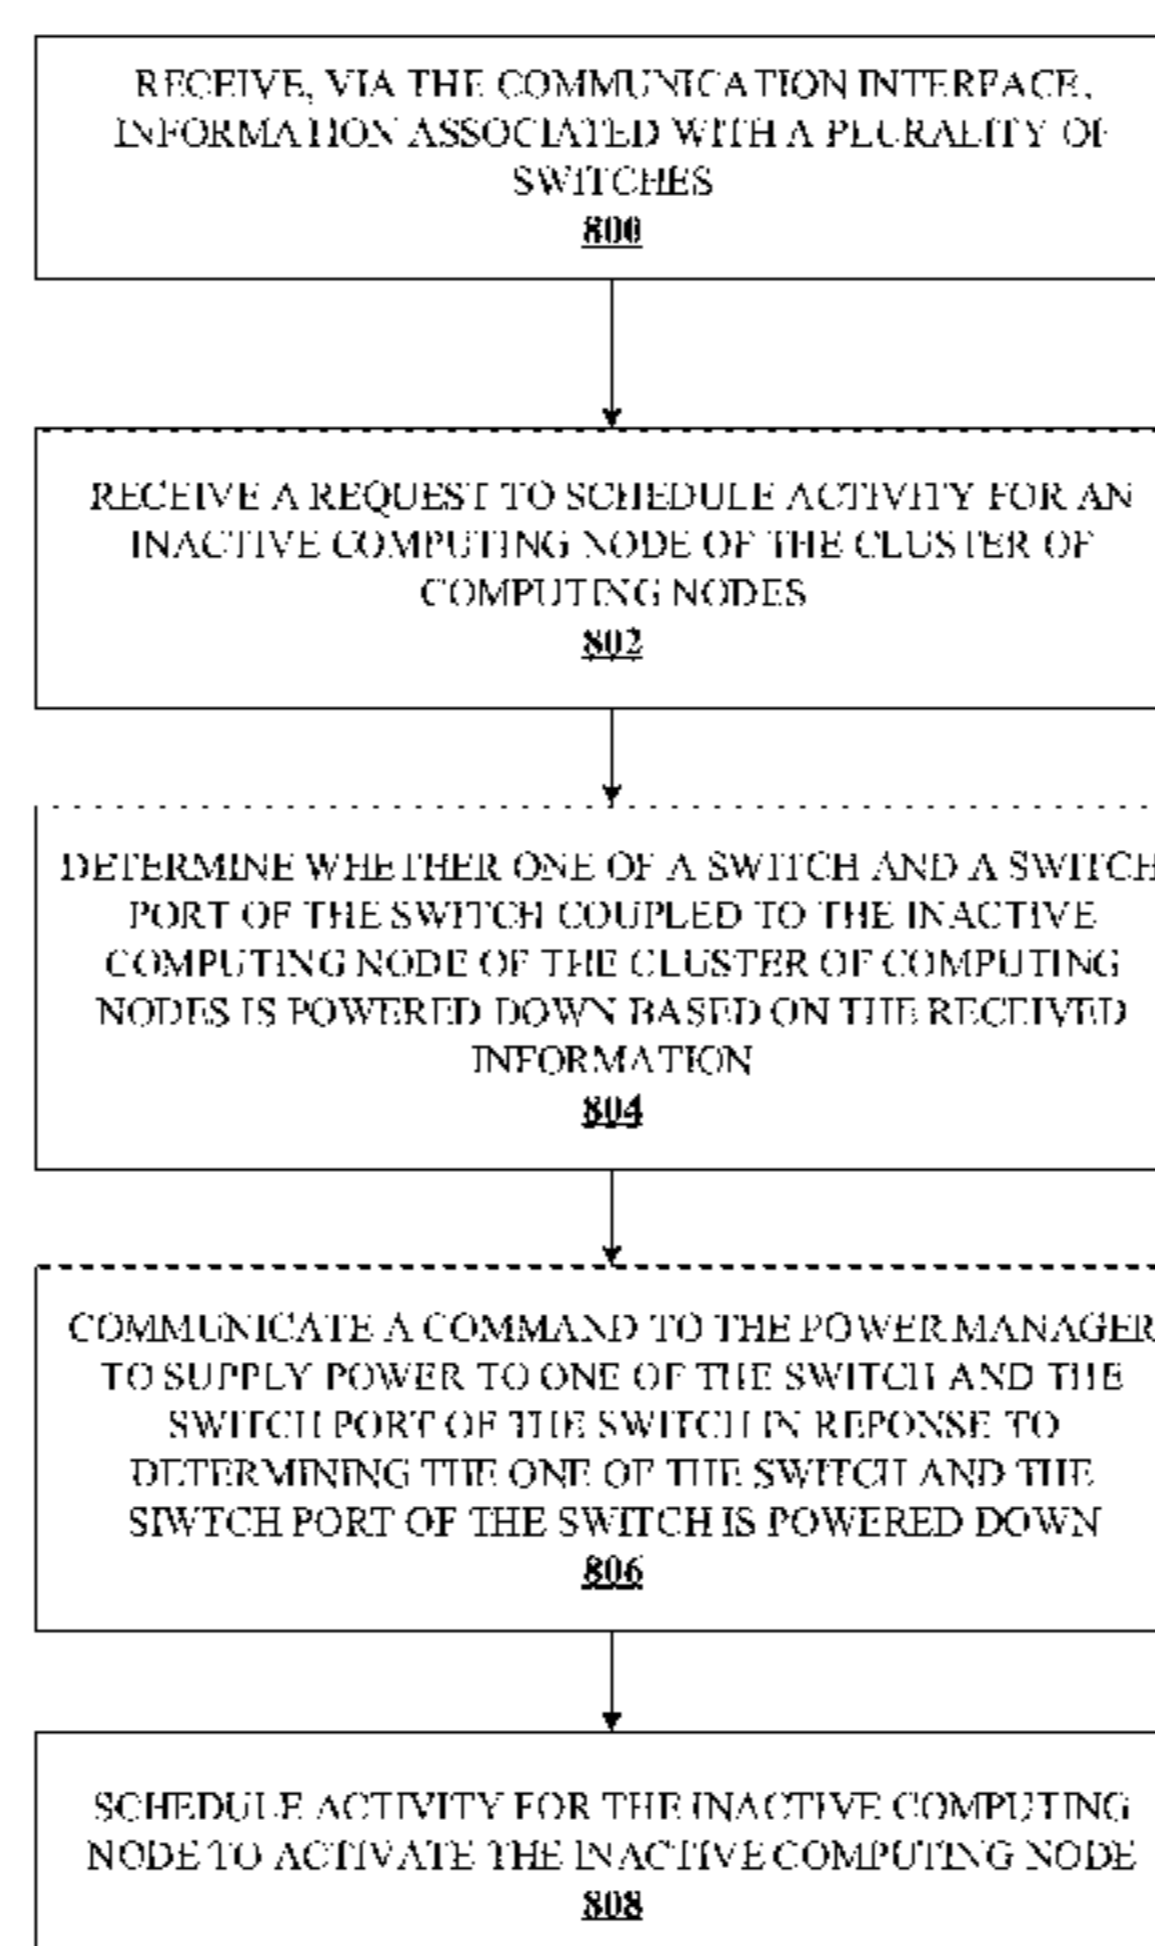 RECEIVE, VIA THE COMMUNICATION INTERFACE,
INFORMATION ASSOCIATED WITH A PLURALITY OF
SWITCHES
800
RECEIVE A REQUEST TO SCHEDULE ACTIVITY FOR AN
INACTIVE COMPUTING NODE OF THE CLUSTER OF
COMPUTING NODES
802
DETERMINE WHETHER ONE OF A SWITCH AND A SWITCH
PORT OF THE SWITCH COUPLED TO THE INACTIVE
COMPUTING NODE OF THE CLUSTER OF COMPUTING
NODES IS POWERED DOWN BASED ON THE RECEIVED
INFORMATION
804
COMMUNICATE A COMMAND TO THE POWER MANAGER
TO SUPPLY POWER TO ONE OF THE SWITCH AND THE
SWITCH PORT OF THE SWITCH IN REPONSE TO
DETERMINING THE ONE OF THE SWITCH AND THE
SIWTCH PORT OF THE SWITCH IS POWERED DOWN
806
SCHEDULE ACTIVITY FOR THE INACTIVE COMPUTING
NODE TO ACTIVATE THE INACTIVE COMPUTING NODE
808